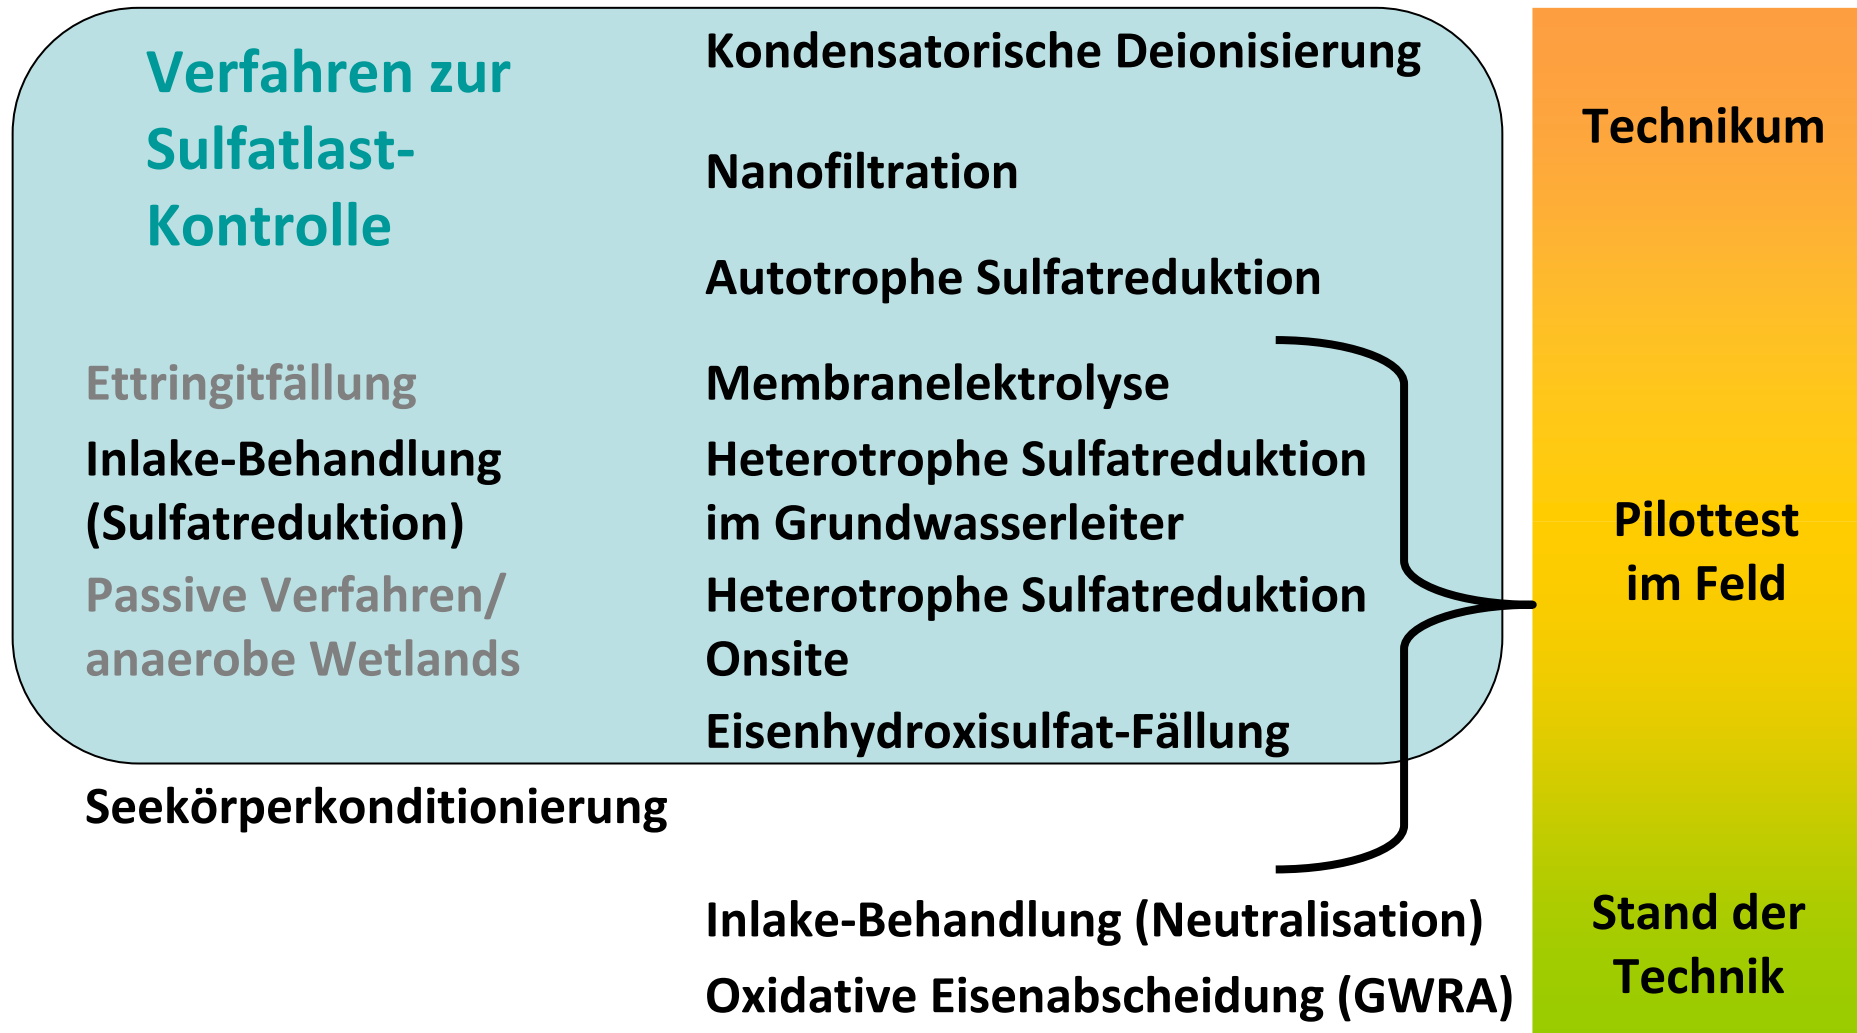 Verfahren zur
Sulfatlast-
Kontrolle
Ettringitfällung
Inlake-Behandlung
(Sulfatreduktion)
Passive Verfahren/
anaerobe Wetlands
Seekörperkonditionierung
Kondensatorische Deionisierung
Nanofiltration
Autotrophe Sulfatreduktion
Membranelektrolyse
Heterotrophe Sulfatreduktion
im Grundwasserleiter
Heterotrophe Sulfatreduktion
Onsite
Eisenhydroxisulfat-Fällung
Inlake-Behandlung (Neutralisation)
Oxidative Eisenabscheidung (GWRA)
Technikum
Pilottest
im Feld
Stand der
Technik